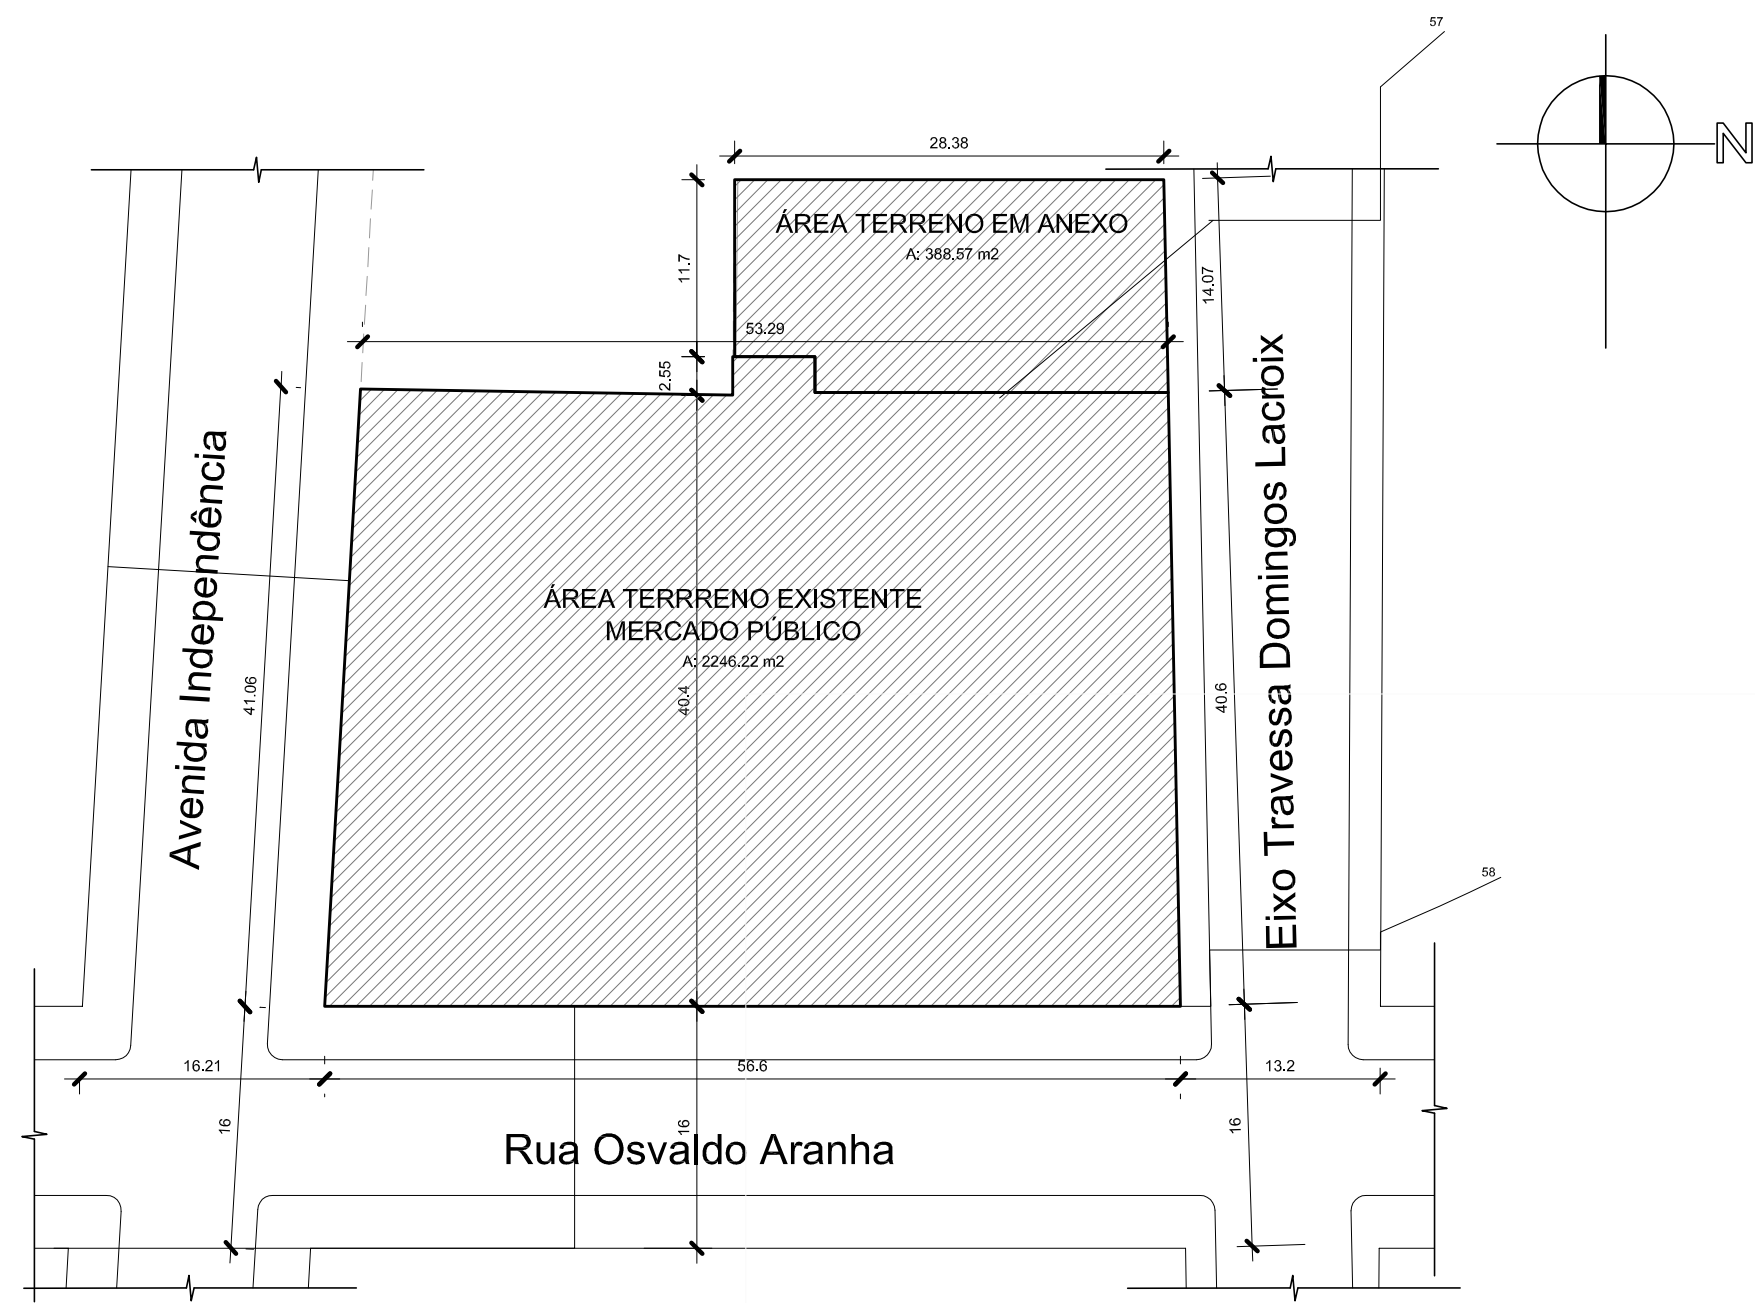 57
N
28.38
ÁREA TERRENO EM ANEXO
A: 388.57 m2
11.7
14.07
53.29
2.55
Avenida Independência
Eixo Travessa Domingos Lacroix
ÁREA TERRRENO EXISTENTE
MERCADO PÚBLICO
A: 2246.22 m2
41.06
40.4
40.6
58
16.21
56.6
13.2
16
16
16
Rua Osvaldo Aranha